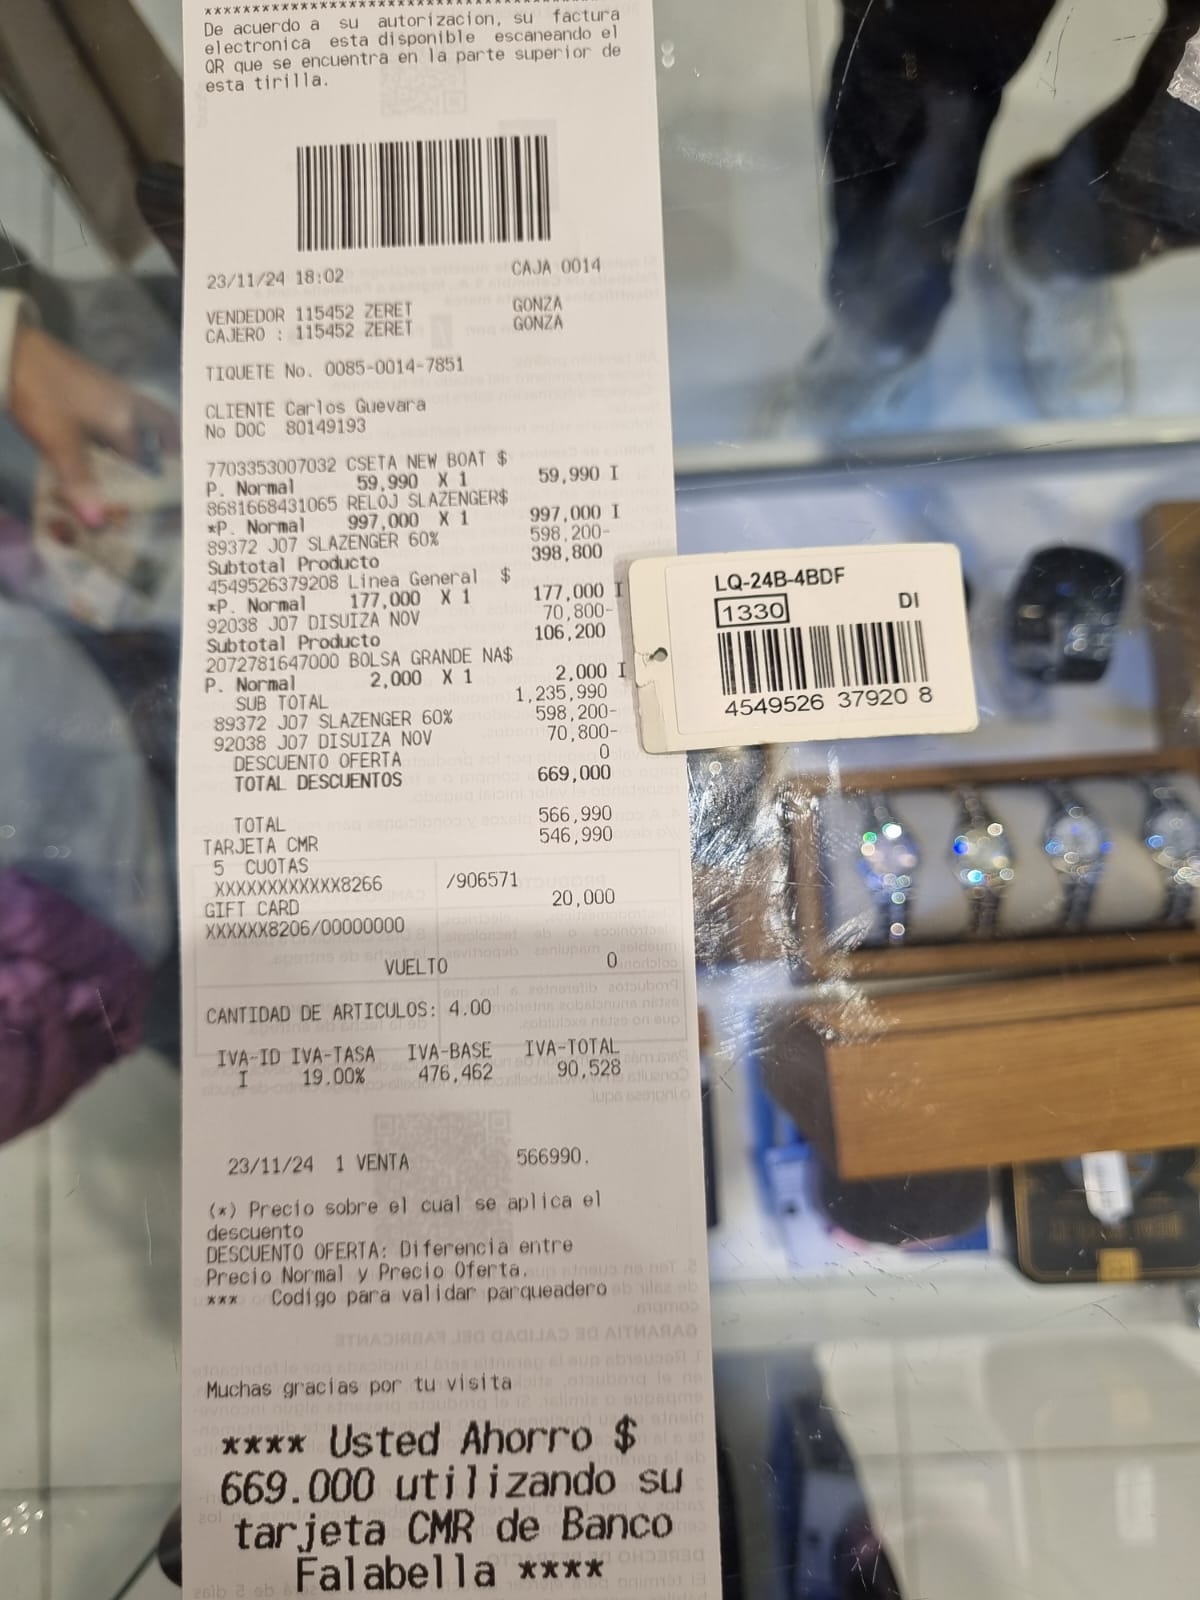 De acuerdo a su autorizacion, su factura
electronica esta disponible escaneando el
QR que se encuentra en la parte superior de
esta tirilla.
23/11/24 18:02 CAJA 0014
VENDEDOR 115452 ZERET GONZA
CAJERO : 115452 ZERET GONZA
TIQUETE No. 0085-0014-7851
CLIENTE Carlos Guevara
No DOC 80149193
7703353007032 CSETA NEW BOAT $
P. Normal 59,990 X 1 59,990 I
8681668431065 RELOJ SLAZENGER$
*P. Normal 997,000 X 1 997,000 I
89372 J07 SLAZENGER 60% 598,200-
Subtotal Producto 398,800
4549526379208 Linea General $
*P. Normal 177,000 X 1 177,000 I
92038 J07 DISUIZA NOV 70,800-
Subtotal Producto 106,200
2072781647000 BOLSA GRANDE NA$
P. Normal 2,000 X 1 2,000 I
SUB TOTAL 1,235,990
89372 J07 SLAZENGER 60% 598,200-
92038 J07 DISUIZA NOV 70,800-
DESCUENTO OFERTA 0
TOTAL DESCUENTOS 669,000
TOTAL 566,990
TARJETA CMR 546,990
5 CUOTAS
XXXXXXXXXXXX8266 /906571
GIFT CARD 20,000
XXXXXX8206/00000000
VUELTO 0
CANTIDAD DE ARTICULOS: 4.00
IVA-ID IVA-TASA IVA-BASE IVA-TOTAL
I 19.00% 476,462 90,528
23/11/24 1 VENTA 566990.
(*) Precio sobre el cual se aplica el
descuento
DESCUENTO OFERTA: Diferencia entre
Precio Normal y Precio Oferta.
*** Codigo para validar parqueadero
Muchas gracias por tu visita
**** Usted Ahorro $
669.000 utilizando su
tarjeta CMR de Banco
Falabella ****
LQ-24B-4BDF
1330 DI
4549526 37920 8